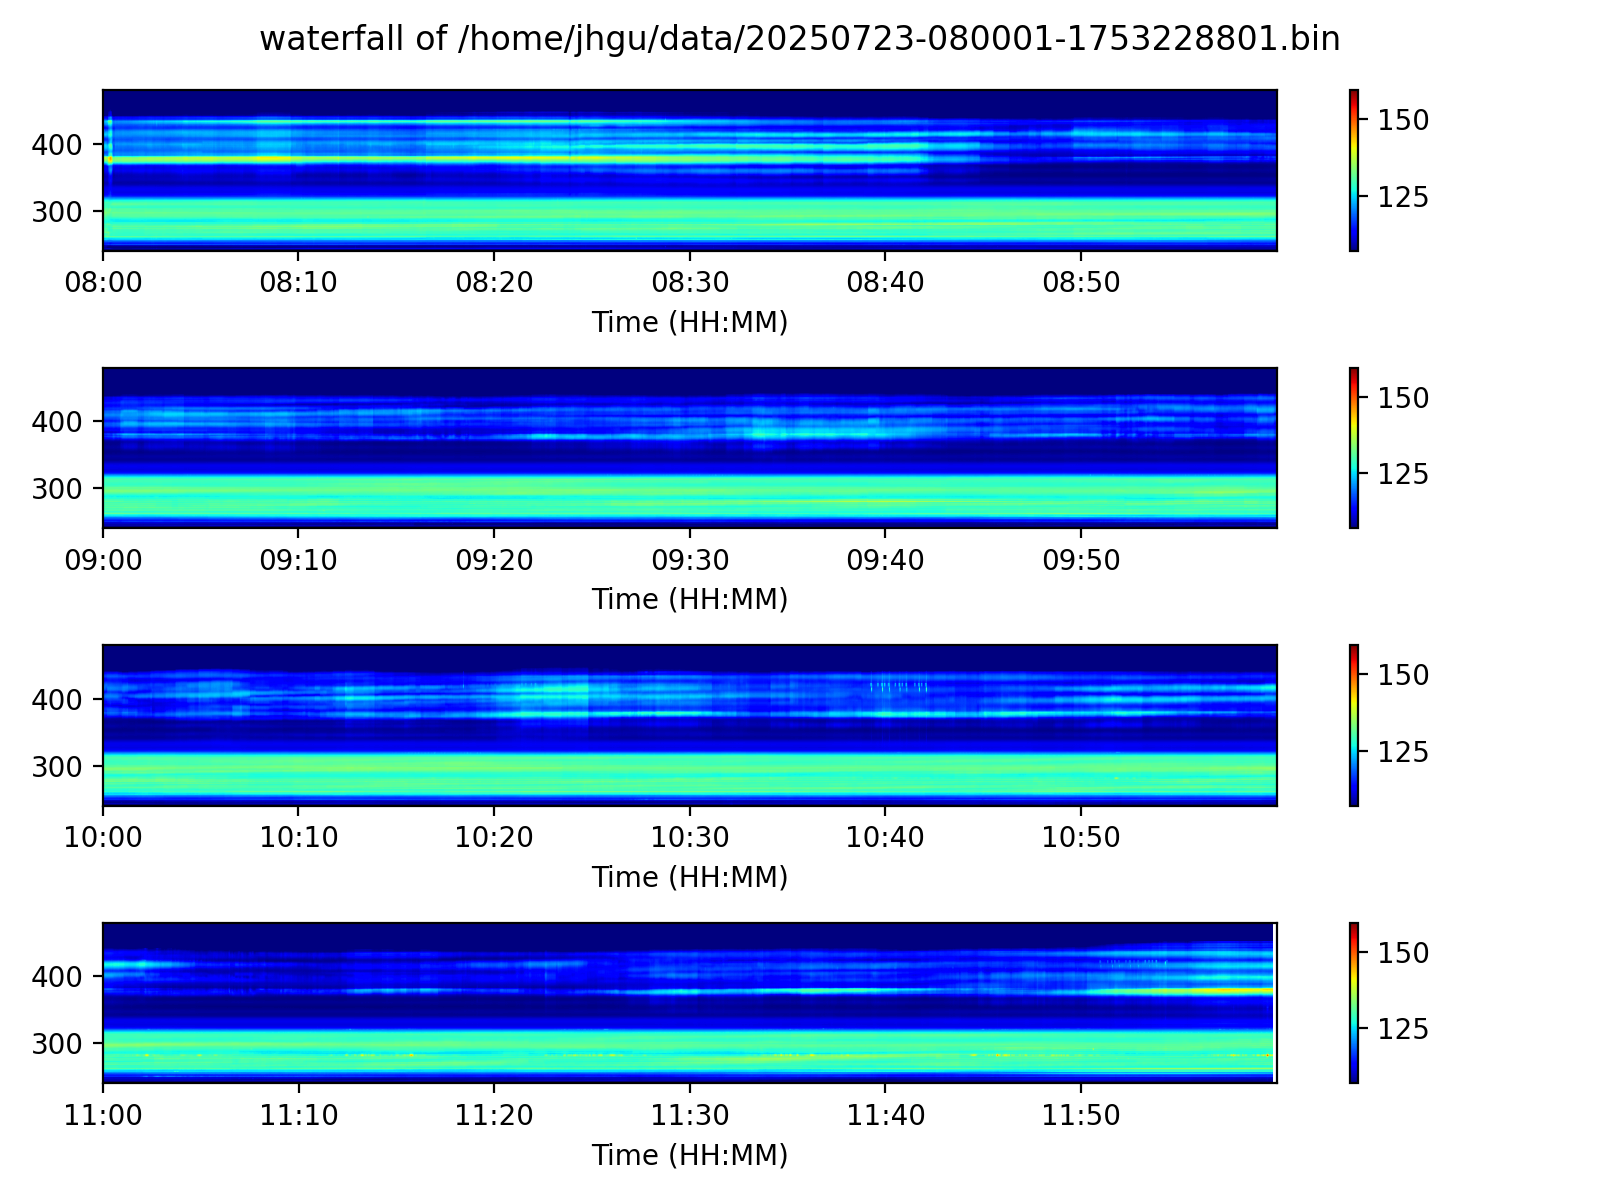 waterfall of /home/jhgu/data/20250723-080001-1753228801.bin
400
300
150
125
08:00 08:10 08:20 08:30 08:40 08:50
Time (HH:MM)
400
300
150
125
09:00 09:10 09:20 09:30 09:40 09:50
Time (HH:MM)
400
300
150
125
10:00 10:10 10:20 10:30 10:40 10:50
Time (HH:MM)
400
300
150
125
11:00 11:10 11:20 11:30 11:40 11:50
Time (HH:MM)